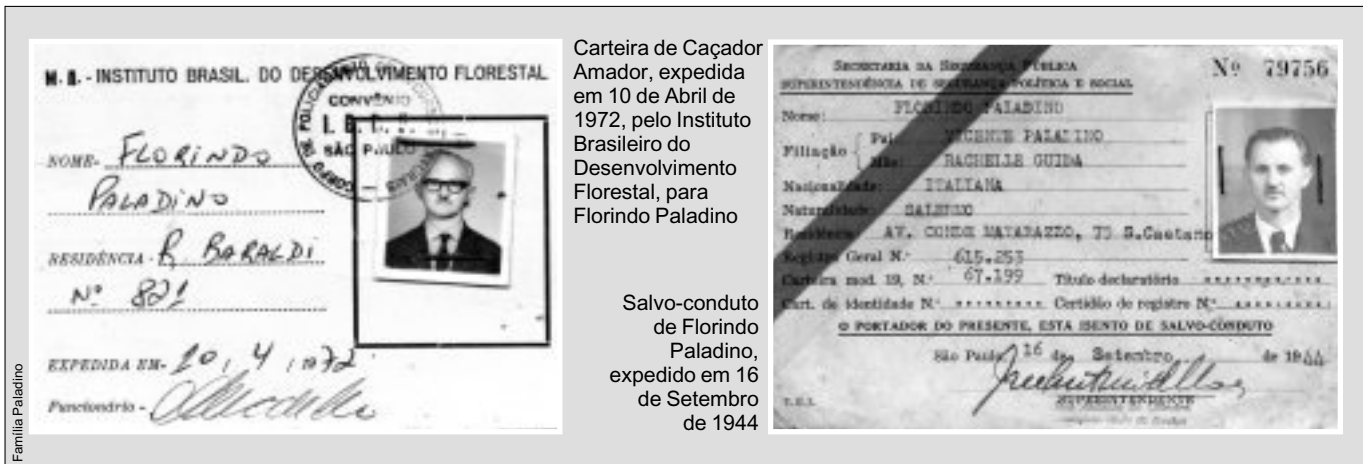 M. A. - INSTITUTO BRASIL. DO DESENVOLVIMENTO FLORESTAL
CONVÊNIO
I. B.
SÃO PAULO
NOME- FLORINDO
PALADINO
RESIDÊNCIA - R BARALDI
Nº 821
EXPEDIDA EM- 10, 4, 1972
Funcionário -
Família Paladino
Carteira de Caçador
Amador, expedida
em 10 de Abril de
1972, pelo Instituto
Brasileiro do
Desenvolvimento
Florestal, para
Florindo Paladino
Salvo-conduto
de Florindo
Paladino,
expedido em 16
de Setembro
de 1944
SECRETARIA DA SEGURANÇA PÚBLICA
SUPERINTENDÊNCIA DE SEGURANÇA POLÍTICA E SOCIAL
Nº 79756
Nome: FLORINDO PALADINO
Filiação
Pai: VICENTE PALADINO
Mãe: RACHELLE GUIDA
Nacionalidade: ITALIANA
Naturalidade: SALERNO
Residência: AV. CONDE MATARAZZO, 75 S.Caetano
Registro Geral N.º 615.253
Carteira mod. 19, N.º 67.199 Título declaratório
Cart. de identidade N.º Certidão de registro N.º
O PORTADOR DO PRESENTE, ESTÁ ISENTO DE SALVO-CONDUTO
São Paulo, 16 de Setembro de 1944
SUPERINTENDENTE